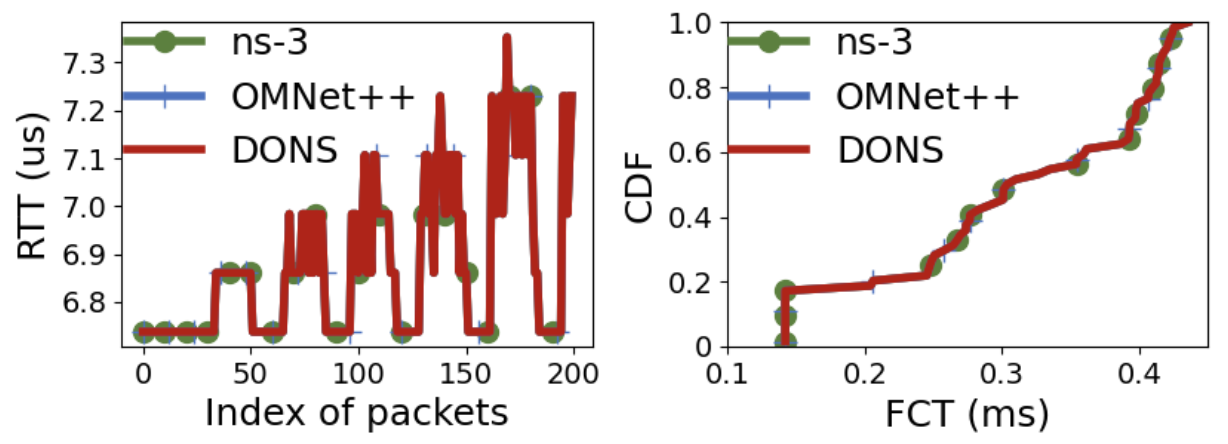 RTT (us)
7.3
7.2
7.1
7.0
6.9
6.8
ns-3
OMNet++
DONS
0 50 100 150 200
Index of packets
CDF
1.0
0.8
0.6
0.4
0.2
0
ns-3
OMNet++
DONS
0.1 0.2 0.3 0.4
FCT (ms)